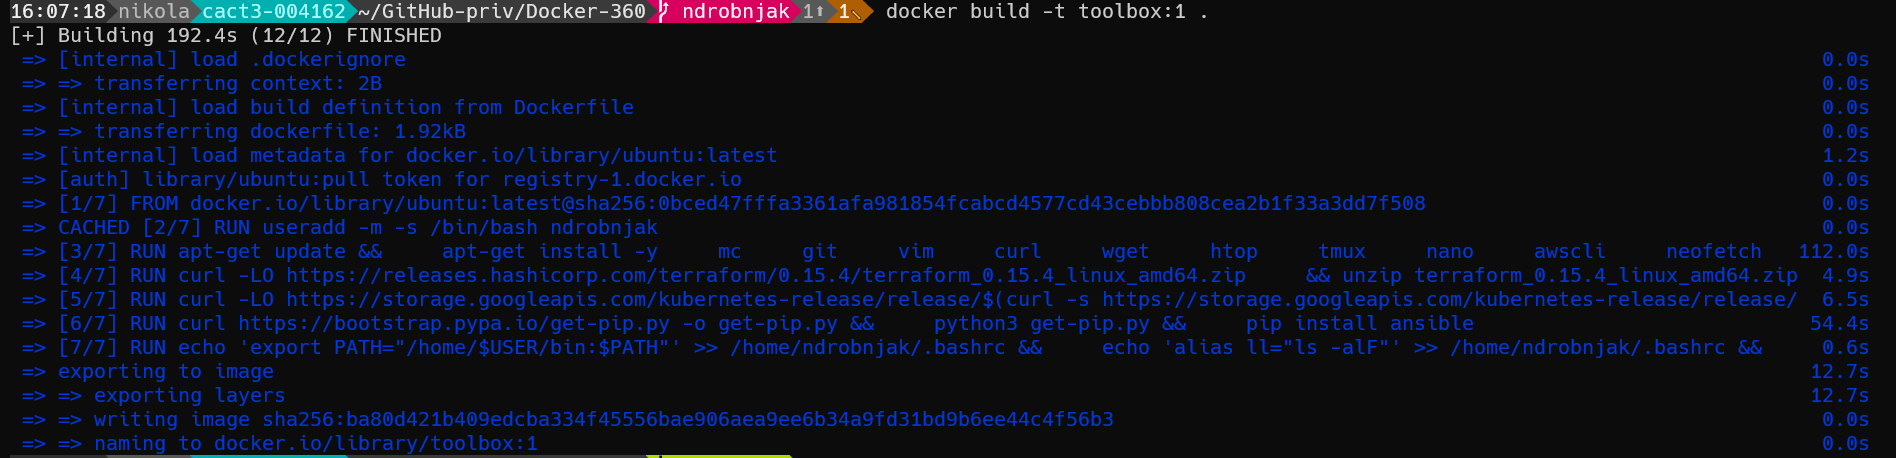 16:07:18 nikola cact3-004162 ~/GitHub-priv/Docker-360 ndrobnjak 1⬆ 1 docker build -t toolbox:1 .
[+] Building 192.4s (12/12) FINISHED
=> [internal] load .dockerignore 0.0s
=> => transferring context: 2B 0.0s
=> [internal] load build definition from Dockerfile 0.0s
=> => transferring dockerfile: 1.92kB 0.0s
=> [internal] load metadata for docker.io/library/ubuntu:latest 1.2s
=> [auth] library/ubuntu:pull token for registry-1.docker.io 0.0s
=> [1/7] FROM docker.io/library/ubuntu:latest@sha256:0bced47fffa3361afa981854fcabcd4577cd43cebbb808cea2b1f33a3dd7f508 0.0s
=> CACHED [2/7] RUN useradd -m -s /bin/bash ndrobnjak 0.0s
=> [3/7] RUN apt-get update && apt-get install -y mc git vim curl wget htop tmux nano awscli neofetch 112.0s
=> [4/7] RUN curl -LO https://releases.hashicorp.com/terraform/0.15.4/terraform_0.15.4_linux_amd64.zip && unzip terraform_0.15.4_linux_amd64.zip 4.9s
=> [5/7] RUN curl -LO https://storage.googleapis.com/kubernetes-release/release/$(curl -s https://storage.googleapis.com/kubernetes-release/release/ 6.5s
=> [6/7] RUN curl https://bootstrap.pypa.io/get-pip.py -o get-pip.py && python3 get-pip.py && pip install ansible 54.4s
=> [7/7] RUN echo 'export PATH="/home/$USER/bin:$PATH"' >> /home/ndrobnjak/.bashrc && echo 'alias ll="ls -alF"' >> /home/ndrobnjak/.bashrc && 0.6s
=> exporting to image 12.7s
=> => exporting layers 12.7s
=> => writing image sha256:ba80d421b409edcba334f45556bae906aea9ee6b34a9fd31bd9b6ee44c4f56b3 0.0s
=> => naming to docker.io/library/toolbox:1 0.0s